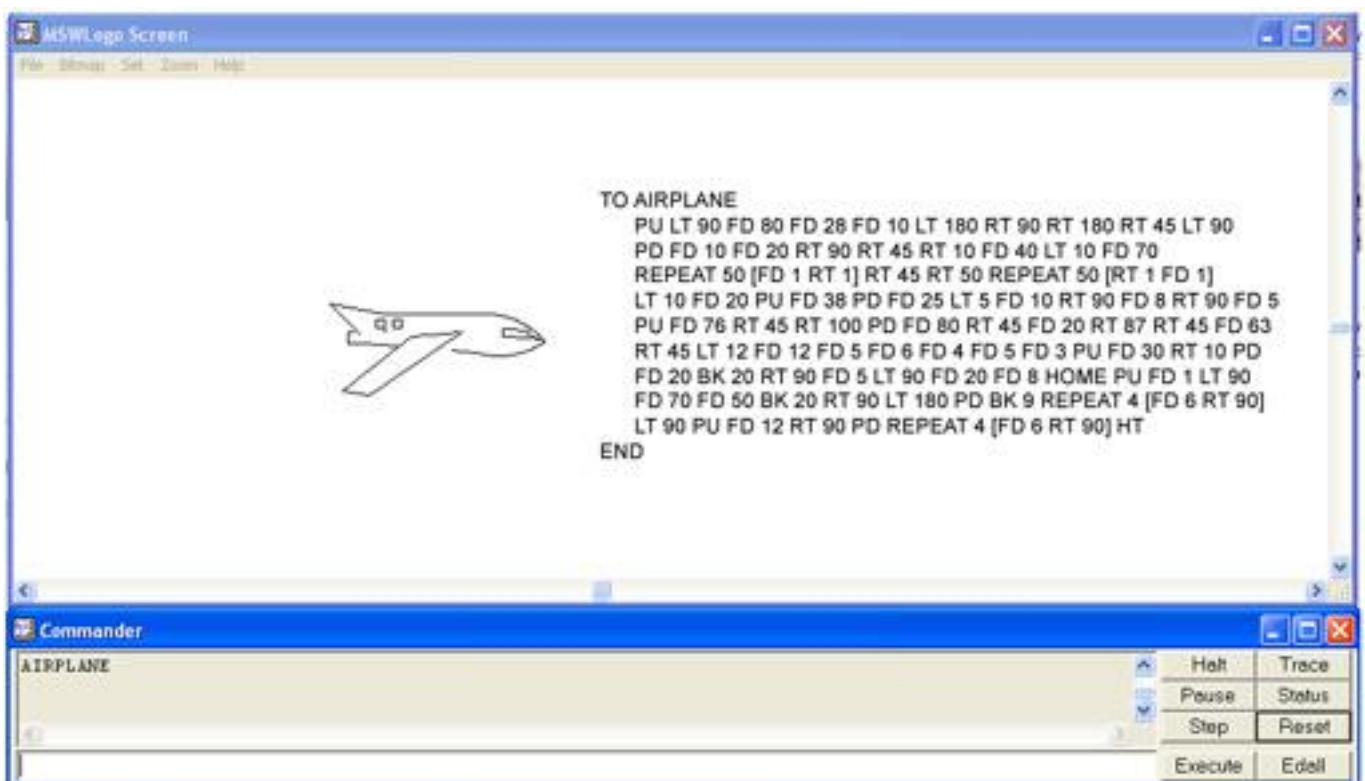 MSWLogo Screen
File Bitmap Set Zoom Help
TO AIRPLANE
PU LT 90 FD 80 FD 28 FD 10 LT 180 RT 90 RT 180 RT 45 LT 90
PD FD 10 FD 20 RT 90 RT 45 RT 10 FD 40 LT 10 FD 70
REPEAT 50 [FD 1 RT 1] RT 45 RT 50 REPEAT 50 [RT 1 FD 1]
LT 10 FD 20 PU FD 38 PD FD 25 LT 5 FD 10 RT 90 FD 8 RT 90 FD 5
PU FD 76 RT 45 RT 100 PD FD 80 RT 45 FD 20 RT 87 RT 45 FD 63
RT 45 LT 12 FD 12 FD 5 FD 6 FD 4 FD 5 FD 3 PU FD 30 RT 10 PD
FD 20 BK 20 RT 90 FD 5 LT 90 FD 20 FD 8 HOME PU FD 1 LT 90
FD 70 FD 50 BK 20 RT 90 LT 180 PD BK 9 REPEAT 4 [FD 6 RT 90]
LT 90 PU FD 12 RT 90 PD REPEAT 4 [FD 6 RT 90] HT
END
Commander
AIRPLANE
Halt Trace
Pause Status
Step Reset
Execute Edall